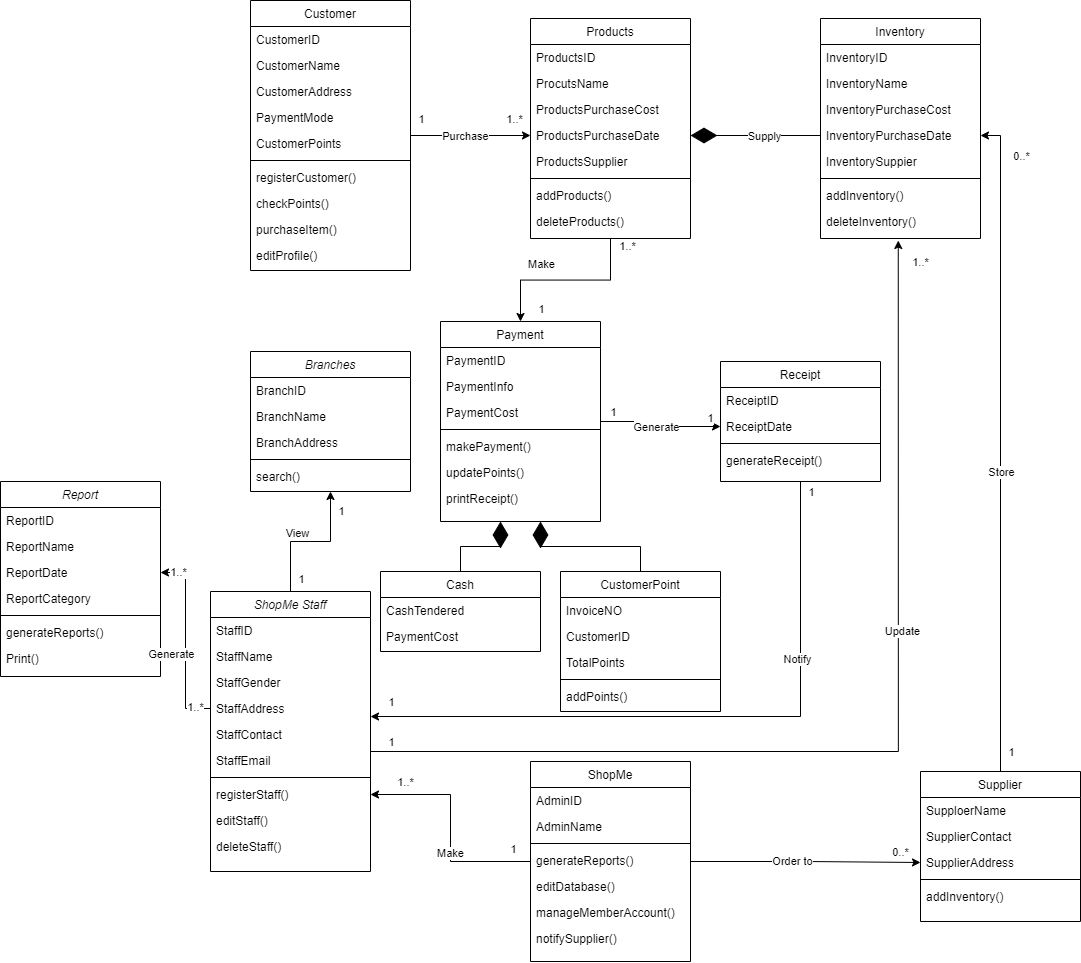 Customer
CustomerID
CustomerName
CustomerAddress
PaymentMode
CustomerPoints
registerCustomer()
checkPoints()
purchaseItem()
editProfile()
1
Purchase
1..*
Products
ProductsID
ProcutsName
ProductsPurchaseCost
ProductsPurchaseDate
ProductsSupplier
addProducts()
deleteProducts()
Supply
Inventory
InventoryID
InventoryName
InventoryPurchaseCost
InventoryPurchaseDate
InventorySuppier
addInventory()
deleteInventory()
0..*
1..*
1..*
Make
1
Payment
PaymentID
PaymentInfo
PaymentCost
makePayment()
updatePoints()
printReceipt()
1
Generate
1
Receipt
ReceiptID
ReceiptDate
generateReceipt()
1
Branches
BranchID
BranchName
BranchAddress
search()
1
View
1
Store
Report
ReportID
ReportName
ReportDate
ReportCategory
generateReports()
Print()
1..*
Generate
1..*
ShopMe Staff
StaffID
StaffName
StaffGender
StaffAddress
StaffContact
StaffEmail
registerStaff()
editStaff()
deleteStaff()
Cash
CashTendered
PaymentCost
CustomerPoint
InvoiceNO
CustomerID
TotalPoints
addPoints()
Notify
Update
1
1
1..*
Make
1
ShopMe
AdminID
AdminName
generateReports()
editDatabase()
manageMemberAccount()
notifySupplier()
Order to
0..*
1
Supplier
SupploerName
SupplierContact
SupplierAddress
addInventory()